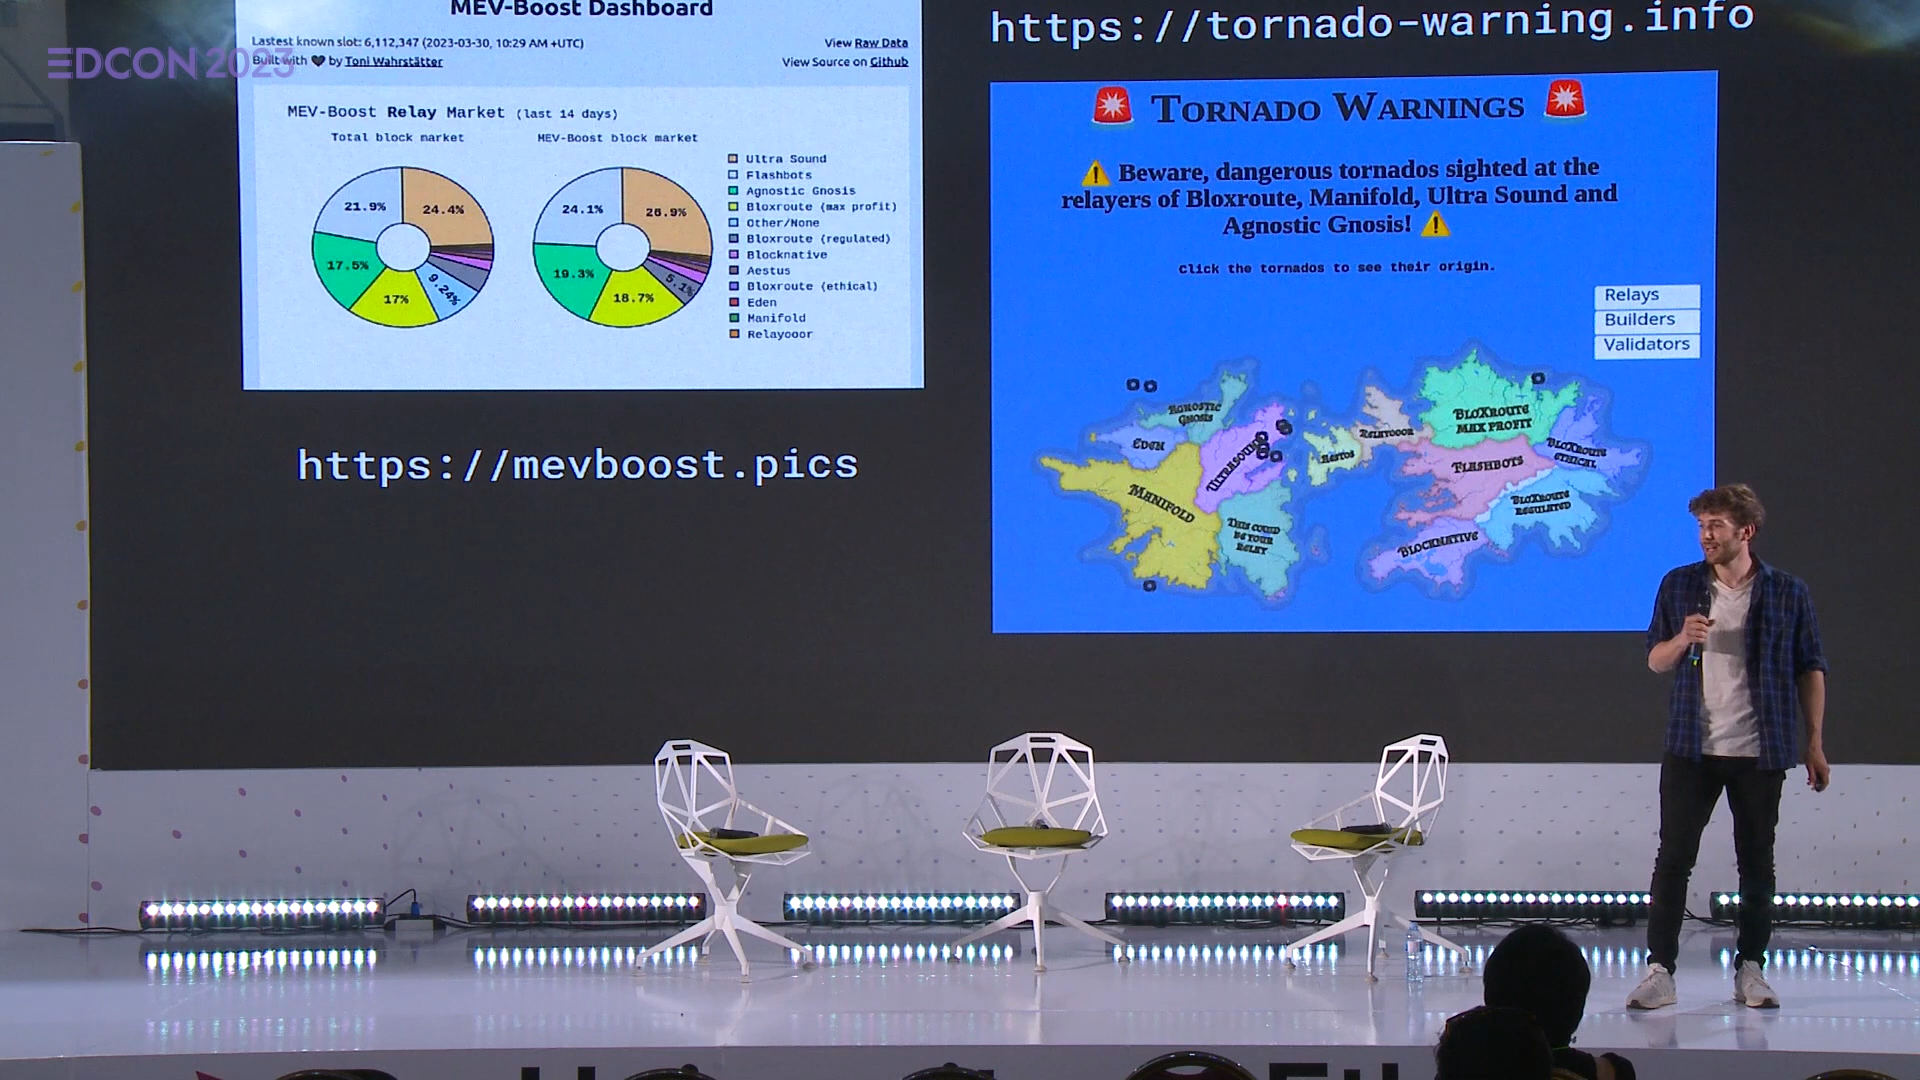 EDCON 2023
MEV-Boost Dashboard
Lastest known slot: 6,112,347 (2023-03-30, 10:29 AM +UTC)
View Raw Data
Built with by Toni Wahrstätter
View Source on Github
MEV-Boost Relay Market (last 14 days)
Total block market
MEV-Boost block market
21.9%
24.4%
17.5%
17%
9.24%
24.1%
26.9%
19.3%
18.7%
5.1%
Ultra Sound
Flashbots
Agnostic Gnosis
Bloxroute (max profit)
Other/None
Bloxroute (regulated)
Blocknative
Aestus
Bloxroute (ethical)
Eden
Manifold
Relayooor
https://mevboost.pics
https://tornado-warning.info
TORNADO WARNINGS
Beware, dangerous tornados sighted at the
relayers of Bloxroute, Manifold, Ultra Sound and
Agnostic Gnosis!
Click the tornados to see their origin.
Relays
Builders
Validators
AGNOSTIC
GNOSIS
EDEN
ULTRASOUND
MANIFOLD
THIS COULD
BE YOUR
RELAY
AESTUS
RELAYOOOR
BLOXROUTE
MAX PROFIT
BLOXROUTE
ETHICAL
FLASHBOTS
BLOXROUTE
REGULATED
BLOCKNATIVE